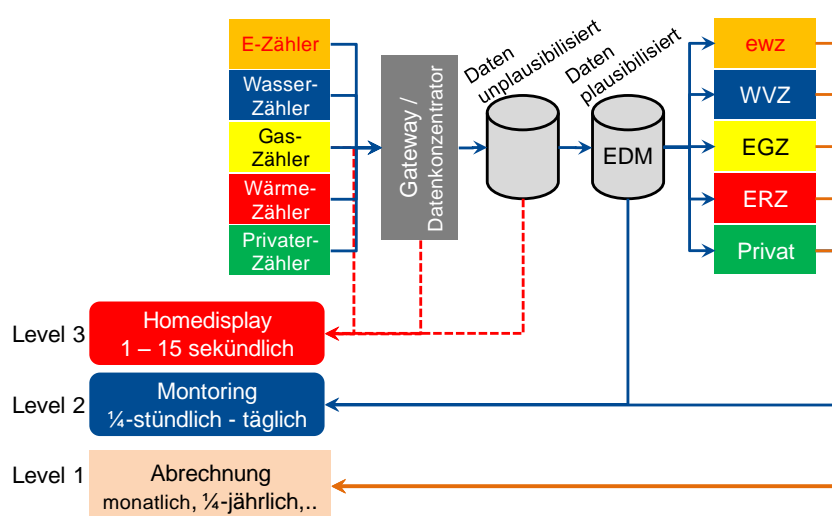 E-Zähler
Wasser-
Zähler
Gas-
Zähler
Wärme-
Zähler
Privater-
Zähler
Gateway /
Datenkonzentrator
Daten
unplausibilisiert
Daten
plausibilisiert
EDM
ewz
WVZ
EGZ
ERZ
Privat
Level 3
Homedisplay
1 – 15 sekündlich
Level 2
Montoring
¼-stündlich - täglich
Level 1
Abrechnung
monatlich, ¼-jährlich,..